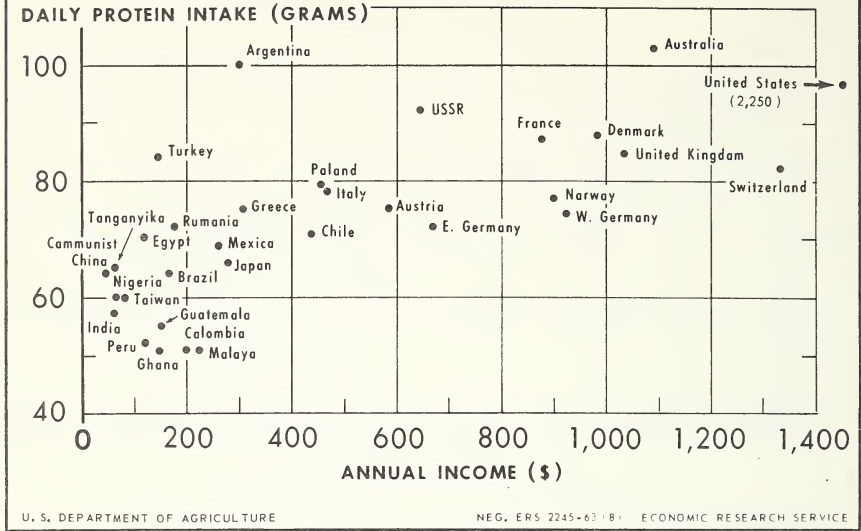 DAILY PROTEIN INTAKE (GRAMS)
Argentina
Australia
100
United States
(2,250)
USSR
France
Denmark
Turkey
United Kingdom
Paland
80
Italy
Switzerland
Narway
Tanganyika
Greece
Austria
Rumania
W. Germany
Cammunist
China
Egypt
Mexica
Chile
E. Germany
Japan
Nigeria
Brazil
60
Taiwan
India
Guatemala
Calombia
Peru
Malaya
Ghana
40
0 200 400 600 800 1,000 1,200 1,400
ANNUAL INCOME ($)
U. S. DEPARTMENT OF AGRICULTURE NEG. ERS 2245-63 (8) ECONOMIC RESEARCH SERVICE